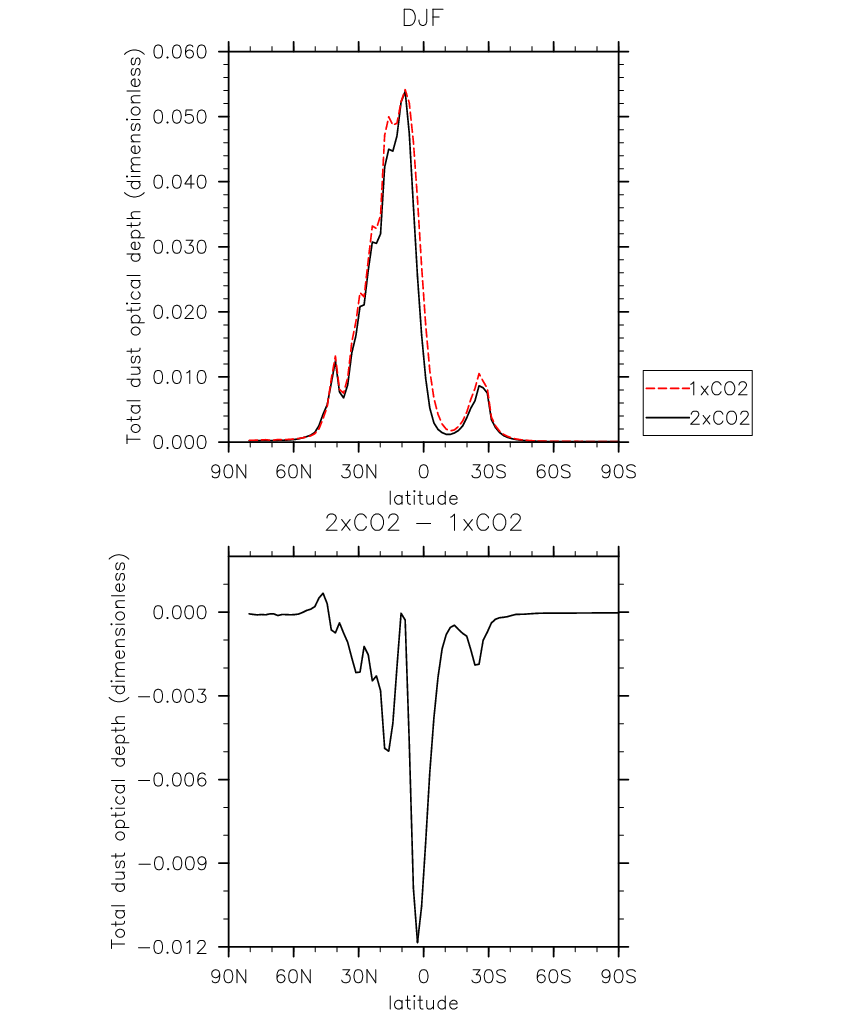 DJF
Total dust optical depth (dimensionless)
0.060
0.050
0.040
0.030
0.020
0.010
0.000
90N 60N 30N 0 30S 60S 90S
latitude
1xCO2
2xCO2
2xCO2 − 1xCO2
Total dust optical depth (dimensionless)
0.000
−0.003
−0.006
−0.009
−0.012
90N 60N 30N 0 30S 60S 90S
latitude